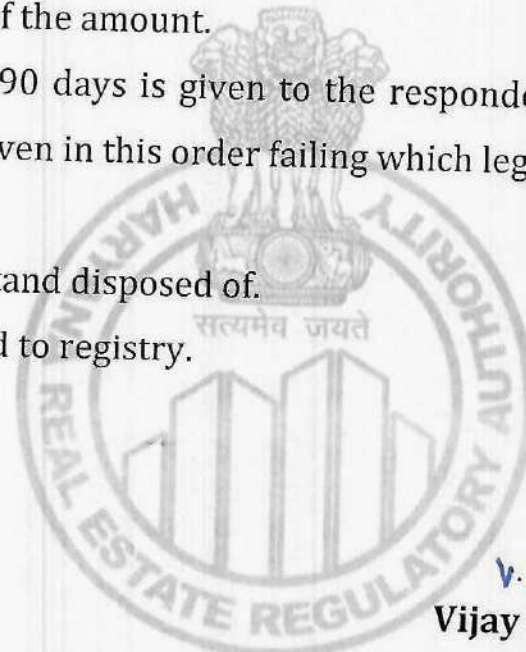 f the amount.
90 days is given to the responde
ven in this order failing which leg
tand disposed of.
सत्यमेव जयते
d to registry.
HARYANA REAL ESTATE REGULATORY AUTHORITY
V.
Vijay